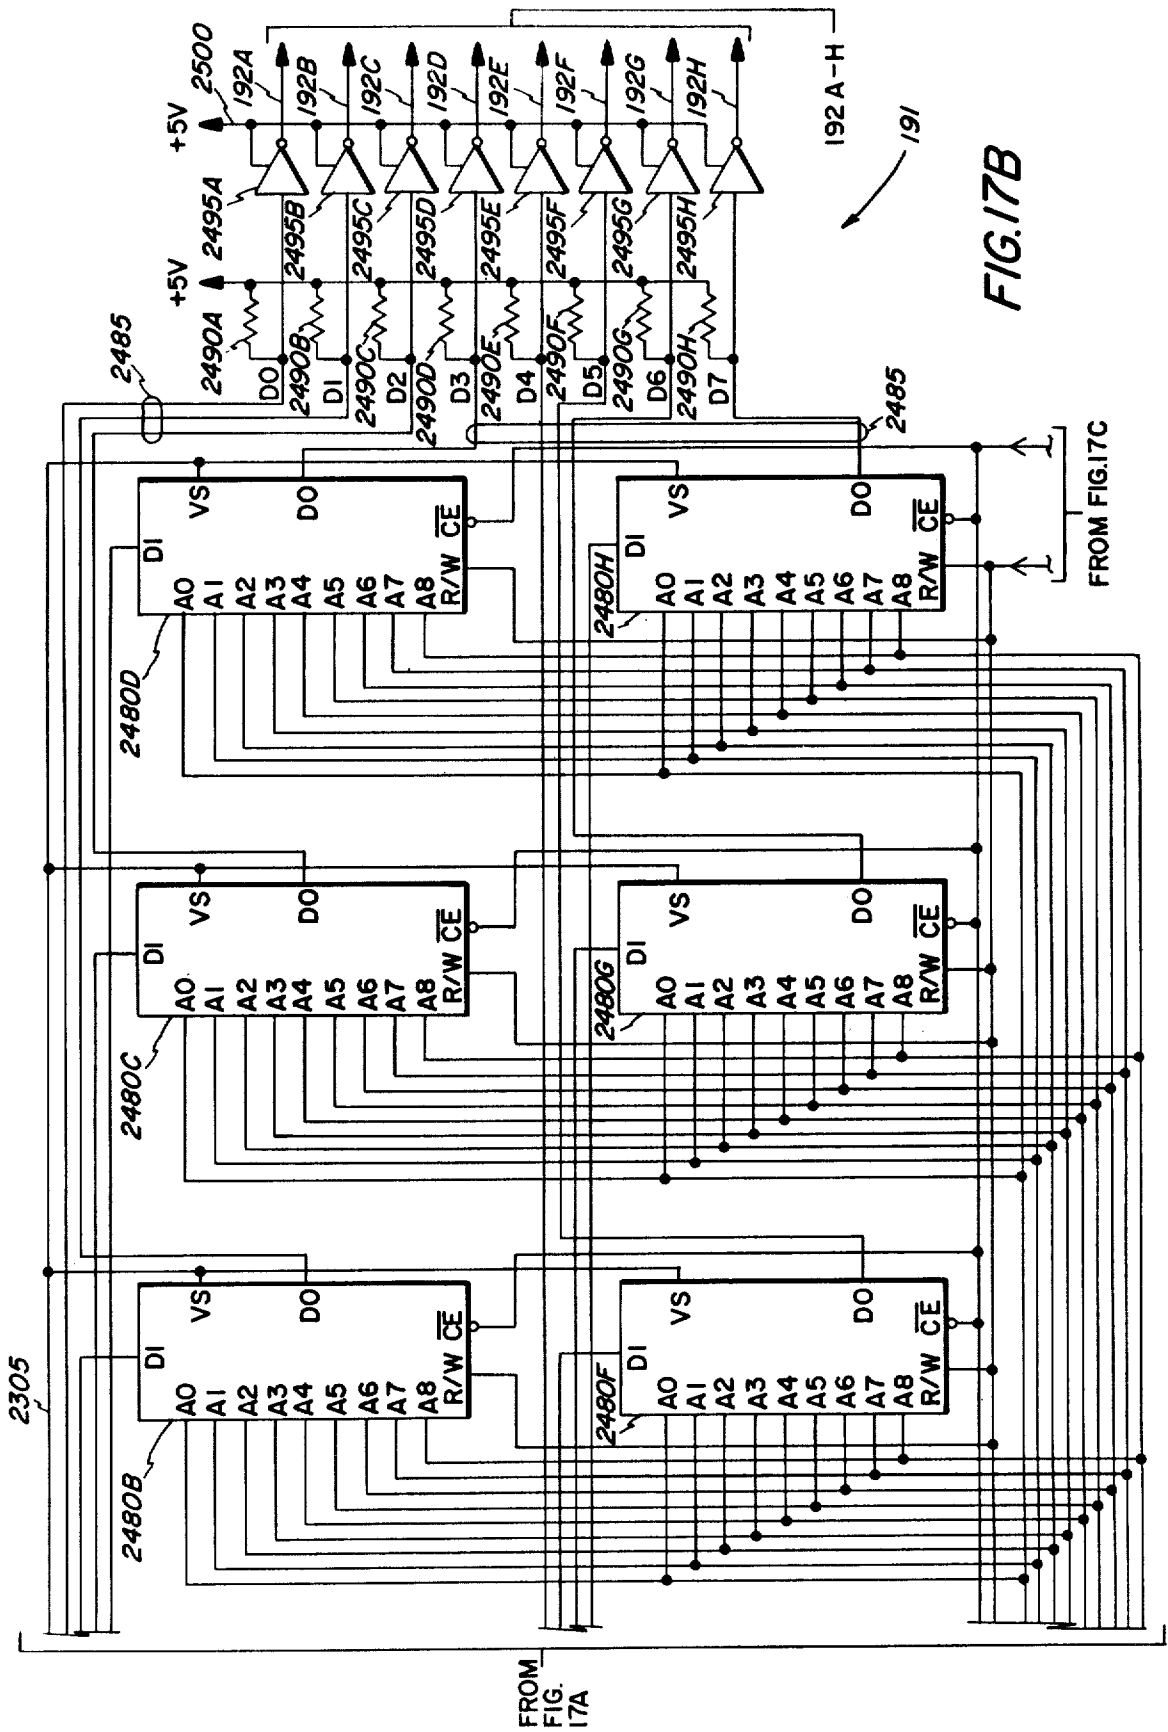 2305
2480B
DI
A0
A1
A2
A3
A4
A5
A6
A7
A8
R/W
CE
VS
DO
2480C
DI
A0
A1
A2
A3
A4
A5
A6
A7
A8
R/W
CE
VS
DO
2480D
DI
A0
A1
A2
A3
A4
A5
A6
A7
A8
R/W
CE
VS
DO
2480F
DI
A0
A1
A2
A3
A4
A5
A6
A7
A8
R/W
CE
VS
DO
2480G
DI
A0
A1
A2
A3
A4
A5
A6
A7
A8
R/W
CE
VS
DO
2480H
DI
A0
A1
A2
A3
A4
A5
A6
A7
A8
R/W
CE
VS
DO
2485
2485
D0
D1
D2
D3
D4
D5
D6
D7
2490A
2490B
2490C
2490D
2490E
2490F
2490G
2490H
+5V
2495A
2495B
2495C
2495D
2495E
2495F
2495G
2495H
+5V
2500
192A
192B
192C
192D
192E
192F
192G
192H
192 A-H
191
FROM
FIG.
17A
FROM FIG.17C
FIG.17B